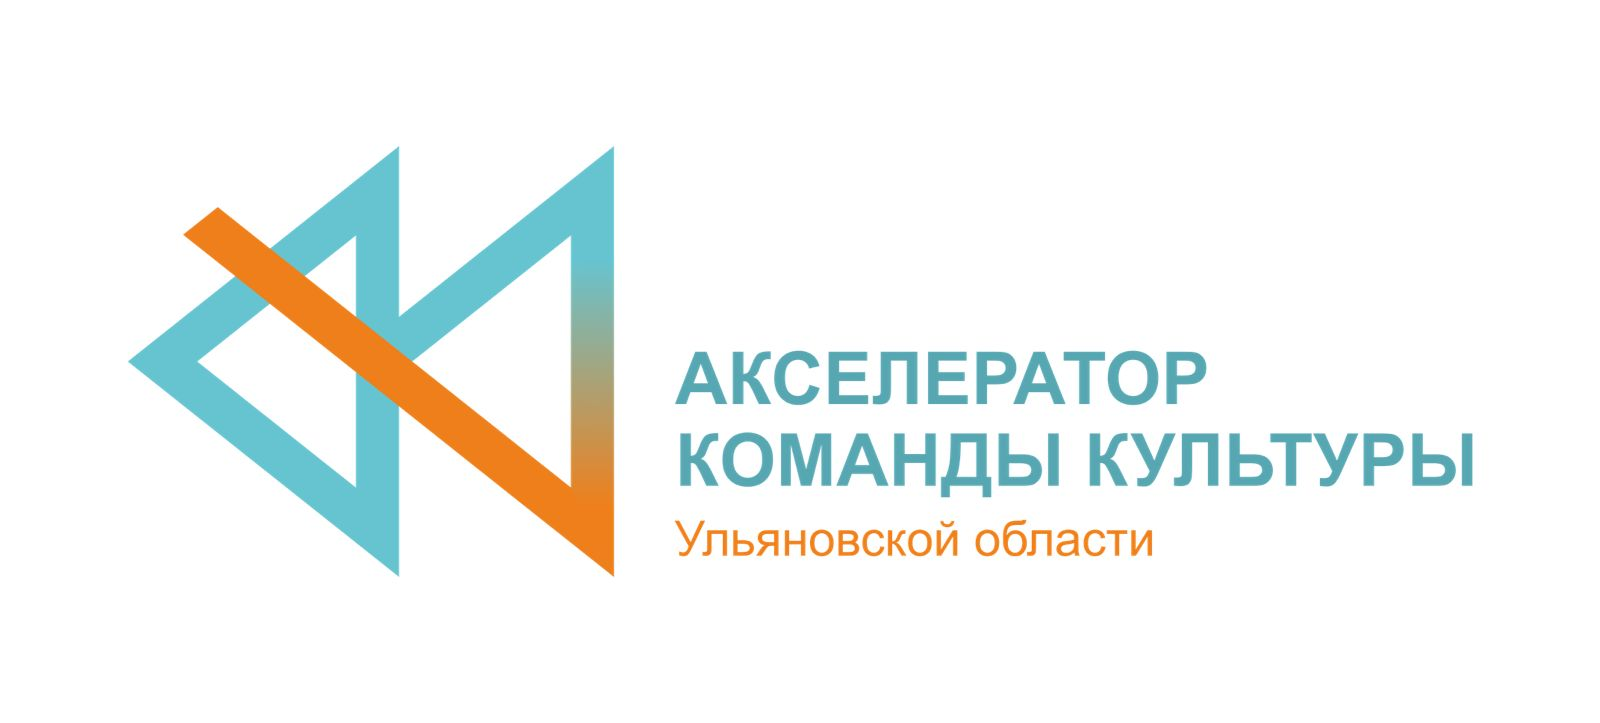 АКСЕЛЕРАТОР
КОМАНДЫ КУЛЬТУРЫ
Ульяновской области